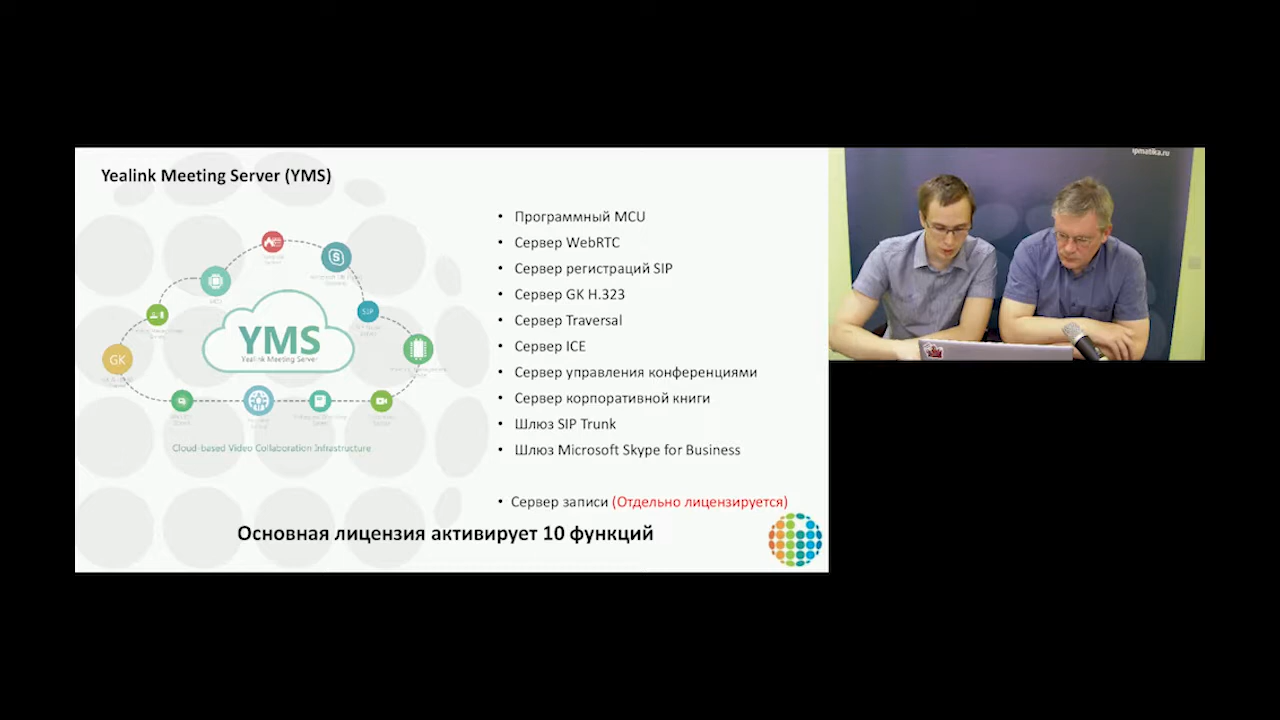 Yealink Meeting Server (YMS)
• Программный MCU
• Сервер WebRTC
• Сервер регистраций SIP
• Сервер GK H.323
• Сервер Traversal
• Сервер ICE
• Сервер управления конференциями
• Сервер корпоративной книги
• Шлюз SIP Trunk
• Шлюз Microsoft Skype for Business
• Сервер записи (Отдельно лицензируется)
Основная лицензия активирует 10 функций
MCU
SIP
YMS
Yealink Meeting Server
GK
Cloud-based Video Collaboration Infrastructure
ipmatika.ru